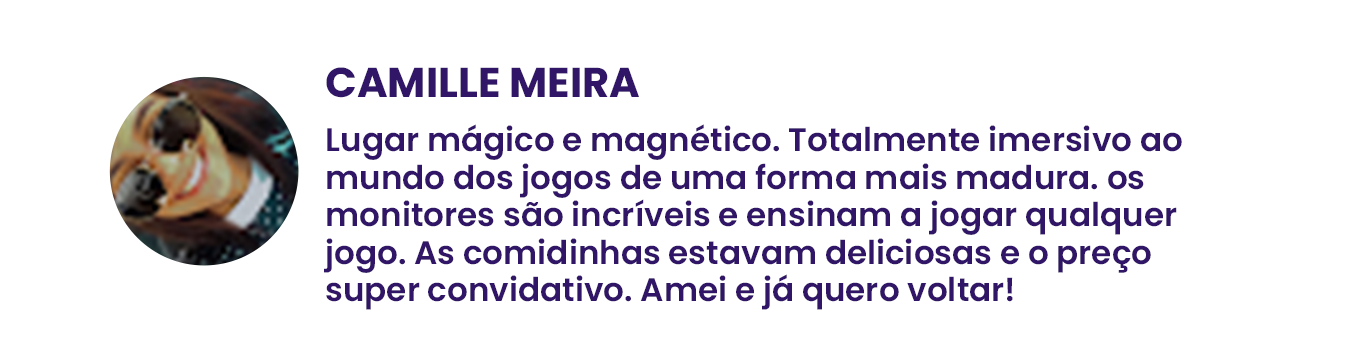 CAMILLE MEIRA
Lugar mágico e magnético. Totalmente imersivo ao
mundo dos jogos de uma forma mais madura. os
monitores são incríveis e ensinam a jogar qualquer
jogo. As comidinhas estavam deliciosas e o preço
super convidativo. Amei e já quero voltar!